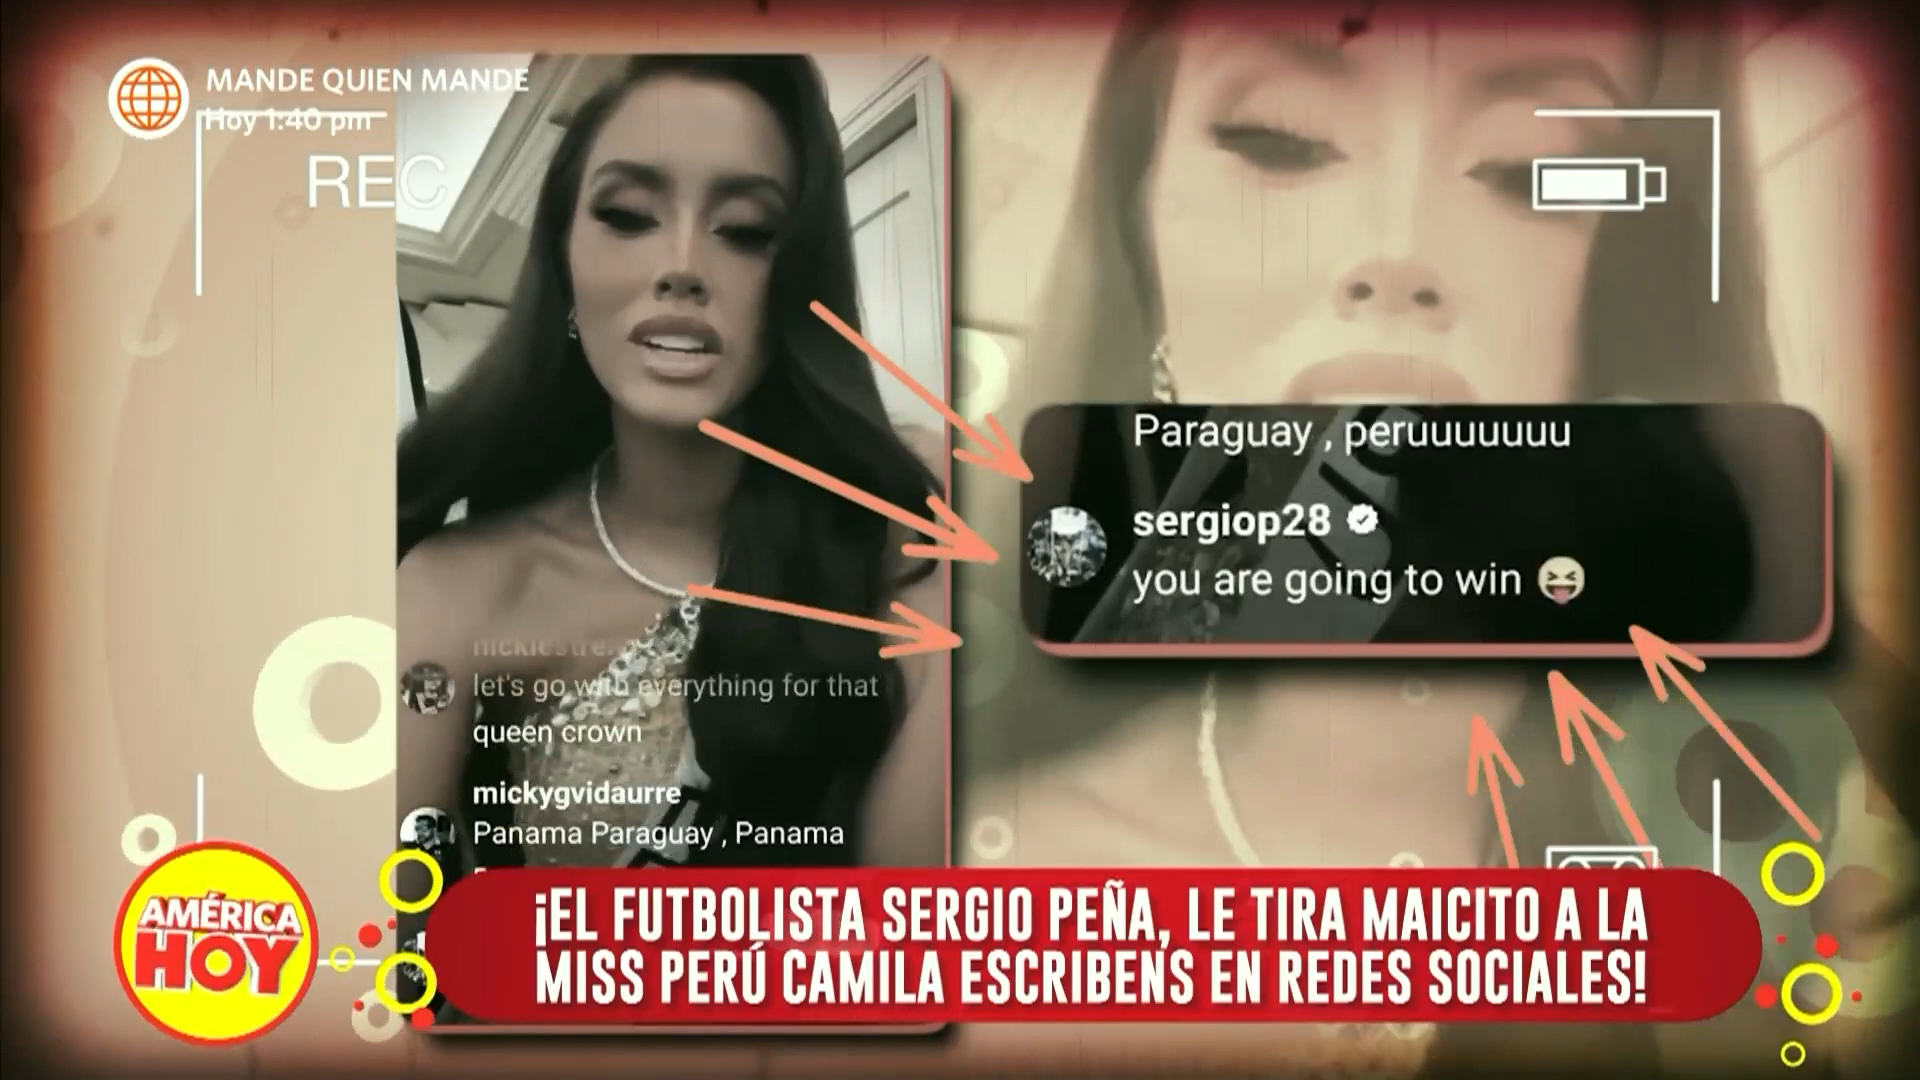 MANDE QUIEN MANDE
Hoy 1:40 pm
REC
Paraguay , peruuuuuuu
sergiop28
you are going to win 😝
let's go with everything for that
queen crown
mickygvidaurre
Panama Paraguay , Panama
AMÉRICA
HOY
¡EL FUTBOLISTA SERGIO PEÑA, LE TIRA MAICITO A LA
MISS PERÚ CAMILA ESCRIBENS EN REDES SOCIALES!